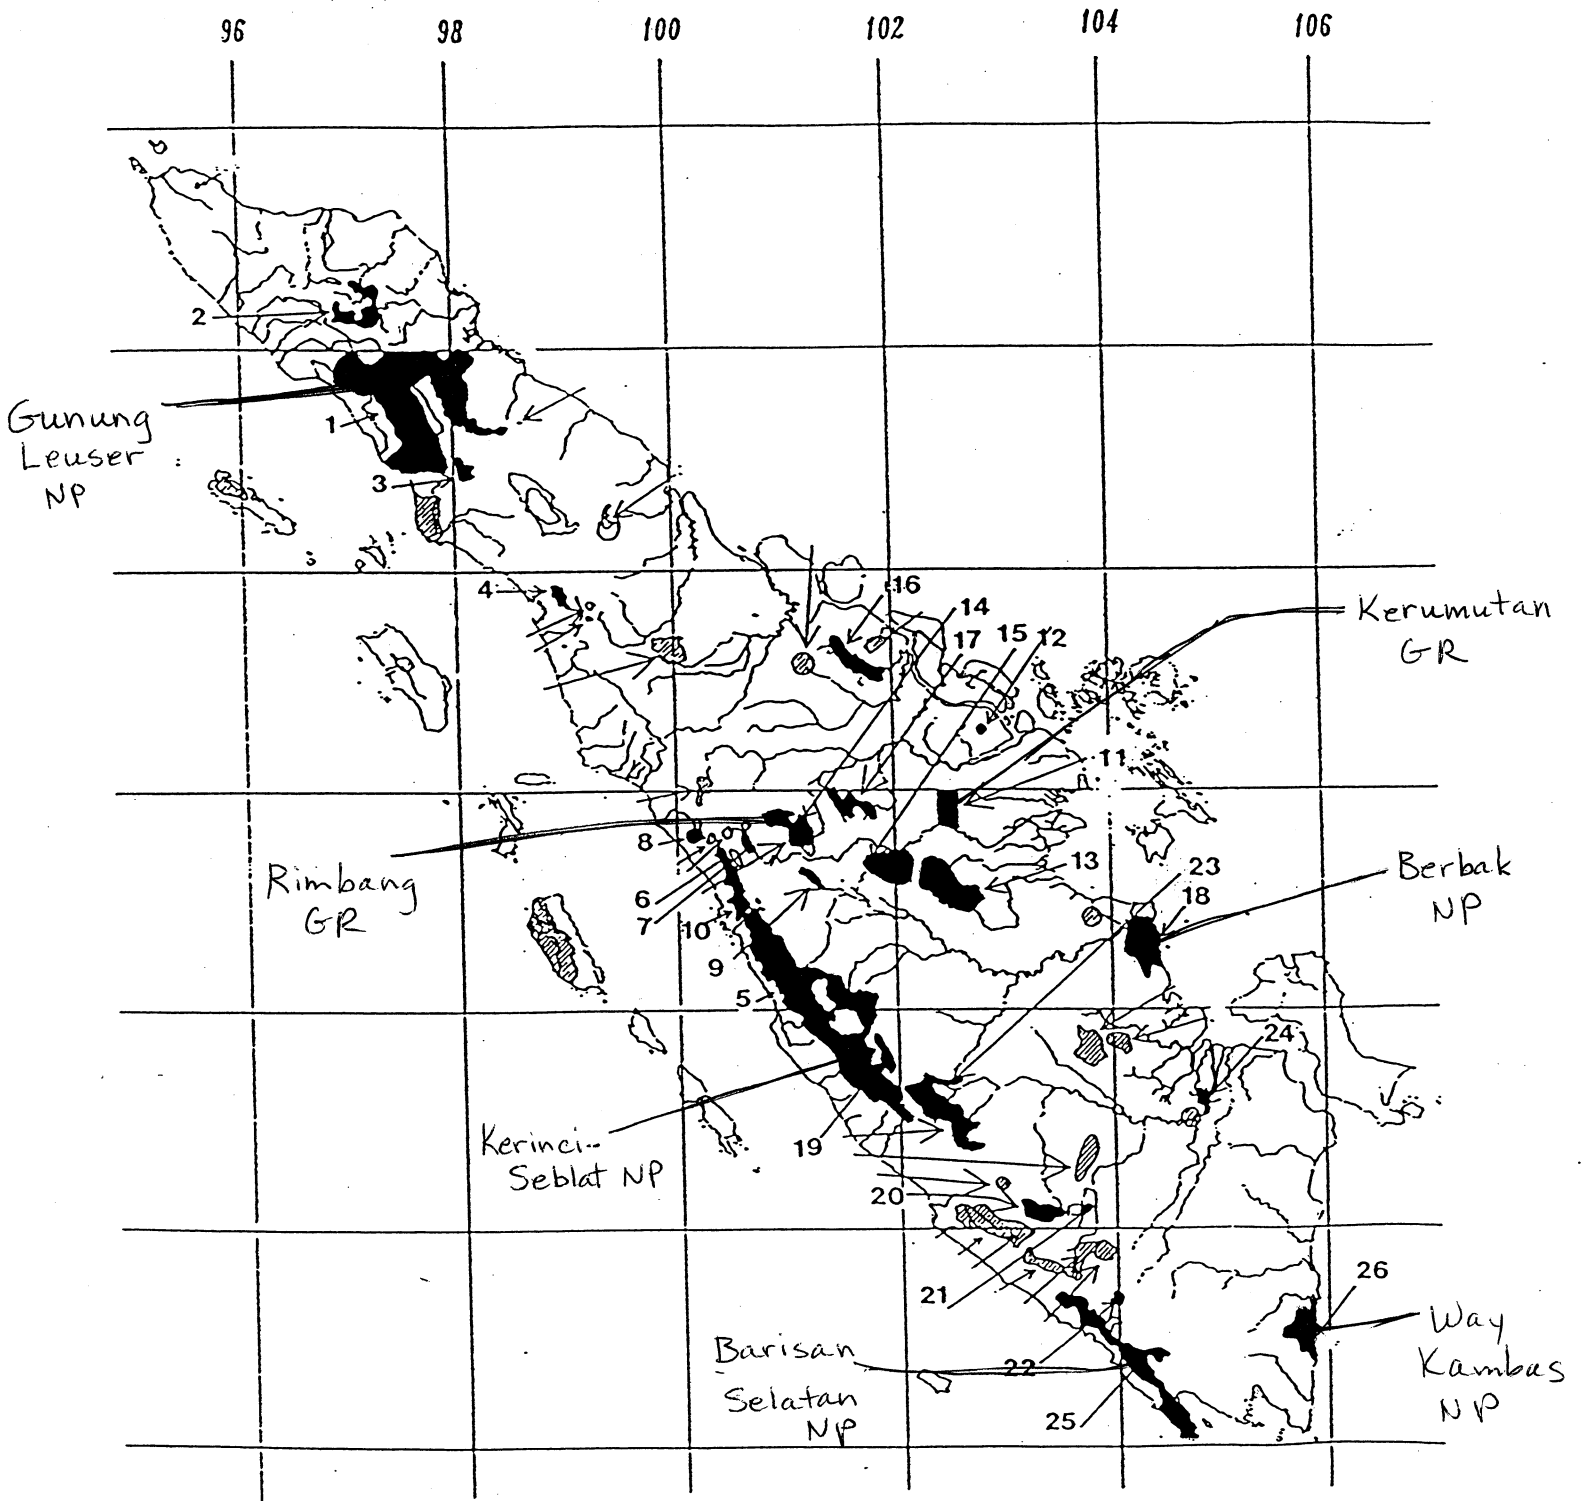 96 98 100 102 104 106
2
Gunung
Leuser
NP
1
3
4
16
14
17
15
12
Kerumutan
GR
11
8
Rimbang
GR
6
7
10
9
5
13
23
18
Berbak
NP
24
Kerinci--
Seblat NP
19
20
21
26
Way
Kambas
NP
22
Barisan
Selatan
NP
25